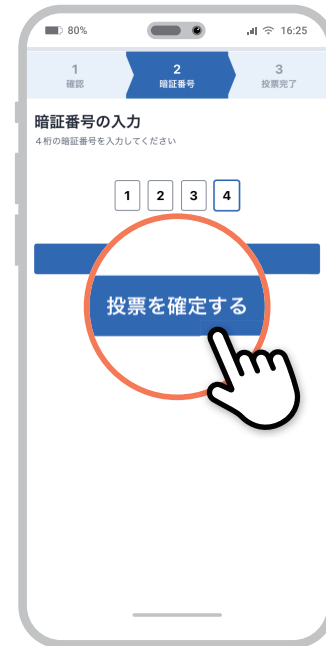 80% 16:25
1 2 3
確認 暗証番号 投票完了
暗証番号の入力
4桁の暗証番号を入力してください
1 2 3 4
投票を確定する